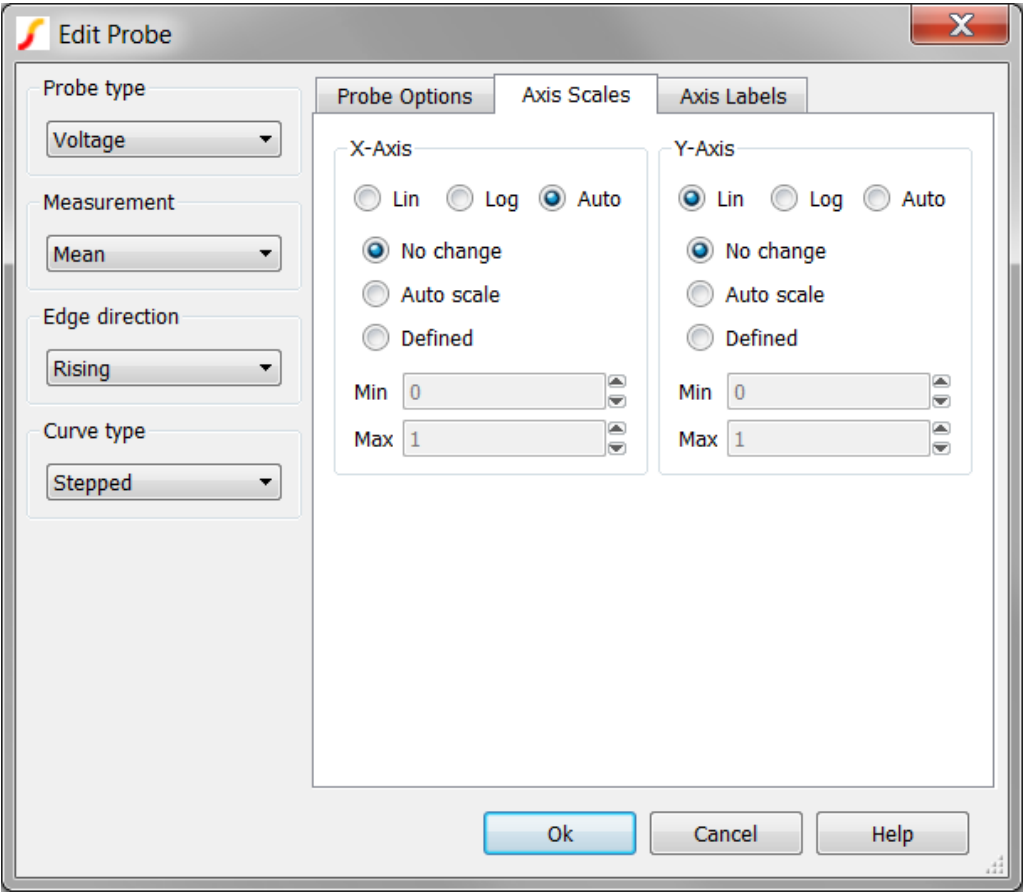 Edit Probe
Probe type
Voltage
Measurement
Mean
Edge direction
Rising
Curve type
Stepped
Probe Options Axis Scales Axis Labels
X-Axis
Lin Log Auto
No change
Auto scale
Defined
Min 0
Max 1
Y-Axis
Lin Log Auto
No change
Auto scale
Defined
Min 0
Max 1
Ok Cancel Help